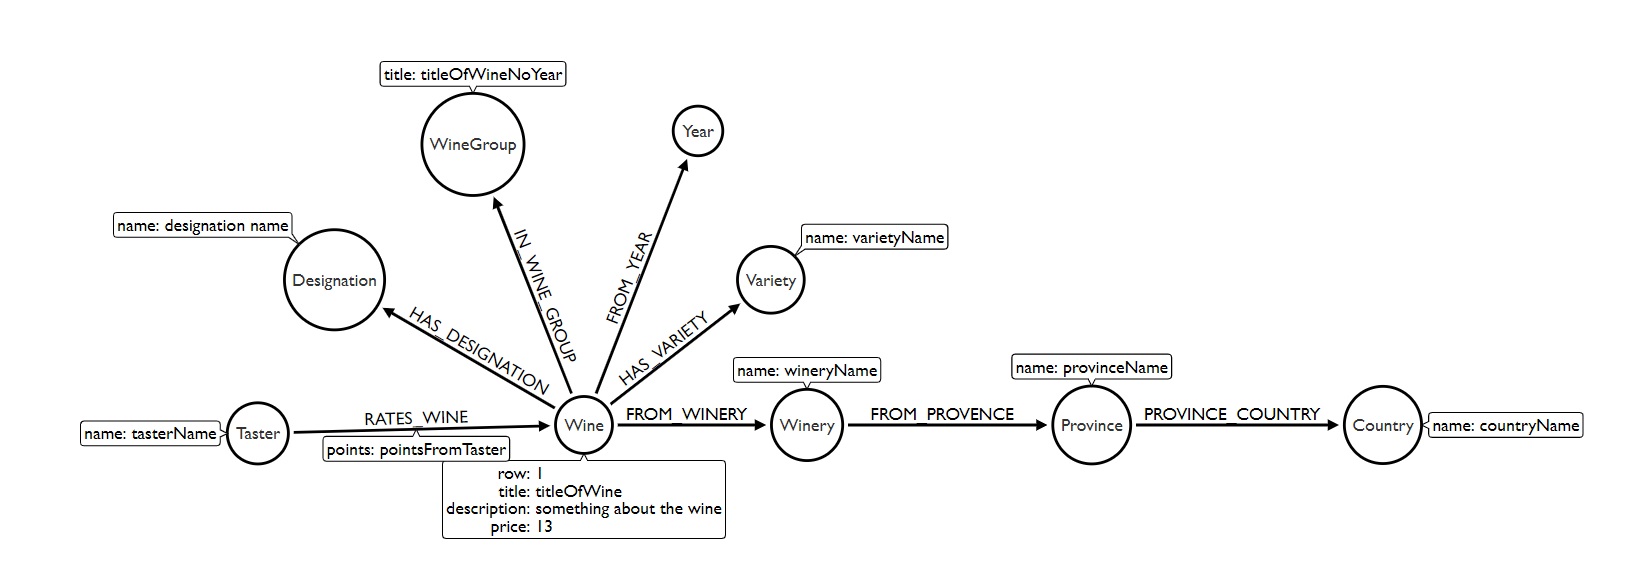 title: titleOfWineNoYear
WineGroup
Year
name: designation name
name: varietyName
Designation
Variety
IN_WINE_GROUP
FROM_YEAR
HAS_DESIGNATION
HAS_VARIETY
name: wineryName
name: provinceName
name: tasterName
Taster
RATES_WINE
points: pointsFromTaster
Wine
FROM_WINERY
Winery
FROM_PROVENCE
Province
PROVINCE_COUNTRY
Country
name: countryName
row: 1
title: titleOfWine
description: something about the wine
price: 13